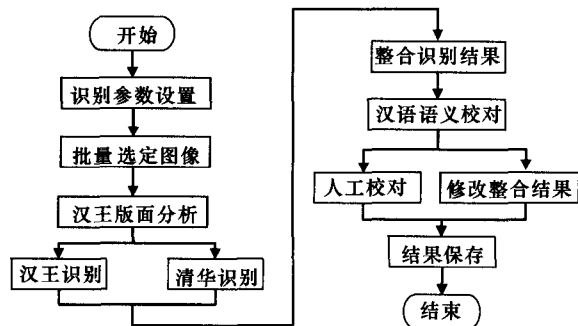 开始
识别参数设置
批量选定图像
汉王版面分析
汉王识别
清华识别
整合识别结果
汉语语义校对
人工校对
修改整合结果
结果保存
结束